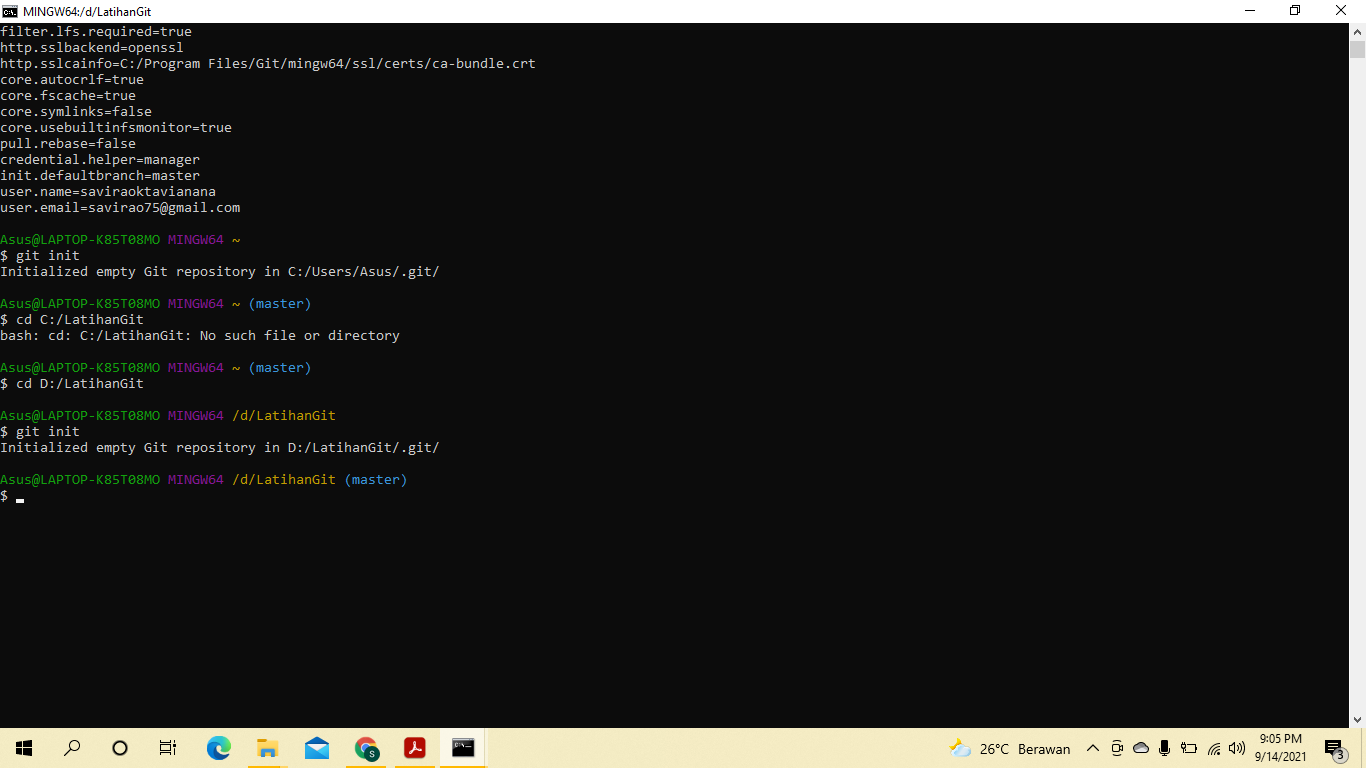 MINGW64:/d/LatihanGit
filter.lfs.required=true
http.sslbackend=openssl
http.sslcainfo=C:/Program Files/Git/mingw64/ssl/certs/ca-bundle.crt
core.autocrlf=true
core.fscache=true
core.symlinks=false
core.usebuiltinfsmonitor=true
pull.rebase=false
credential.helper=manager
init.defaultbranch=master
user.name=saviraoktavianana
user.email=savirao75@gmail.com
Asus@LAPTOP-K85T08MO MINGW64 ~
$ git init
Initialized empty Git repository in C:/Users/Asus/.git/
Asus@LAPTOP-K85T08MO MINGW64 ~ (master)
$ cd C:/LatihanGit
bash: cd: C:/LatihanGit: No such file or directory
Asus@LAPTOP-K85T08MO MINGW64 ~ (master)
$ cd D:/LatihanGit
Asus@LAPTOP-K85T08MO MINGW64 /d/LatihanGit
$ git init
Initialized empty Git repository in D:/LatihanGit/.git/
Asus@LAPTOP-K85T08MO MINGW64 /d/LatihanGit (master)
$
26°C Berawan
9:05 PM
9/14/2021
3